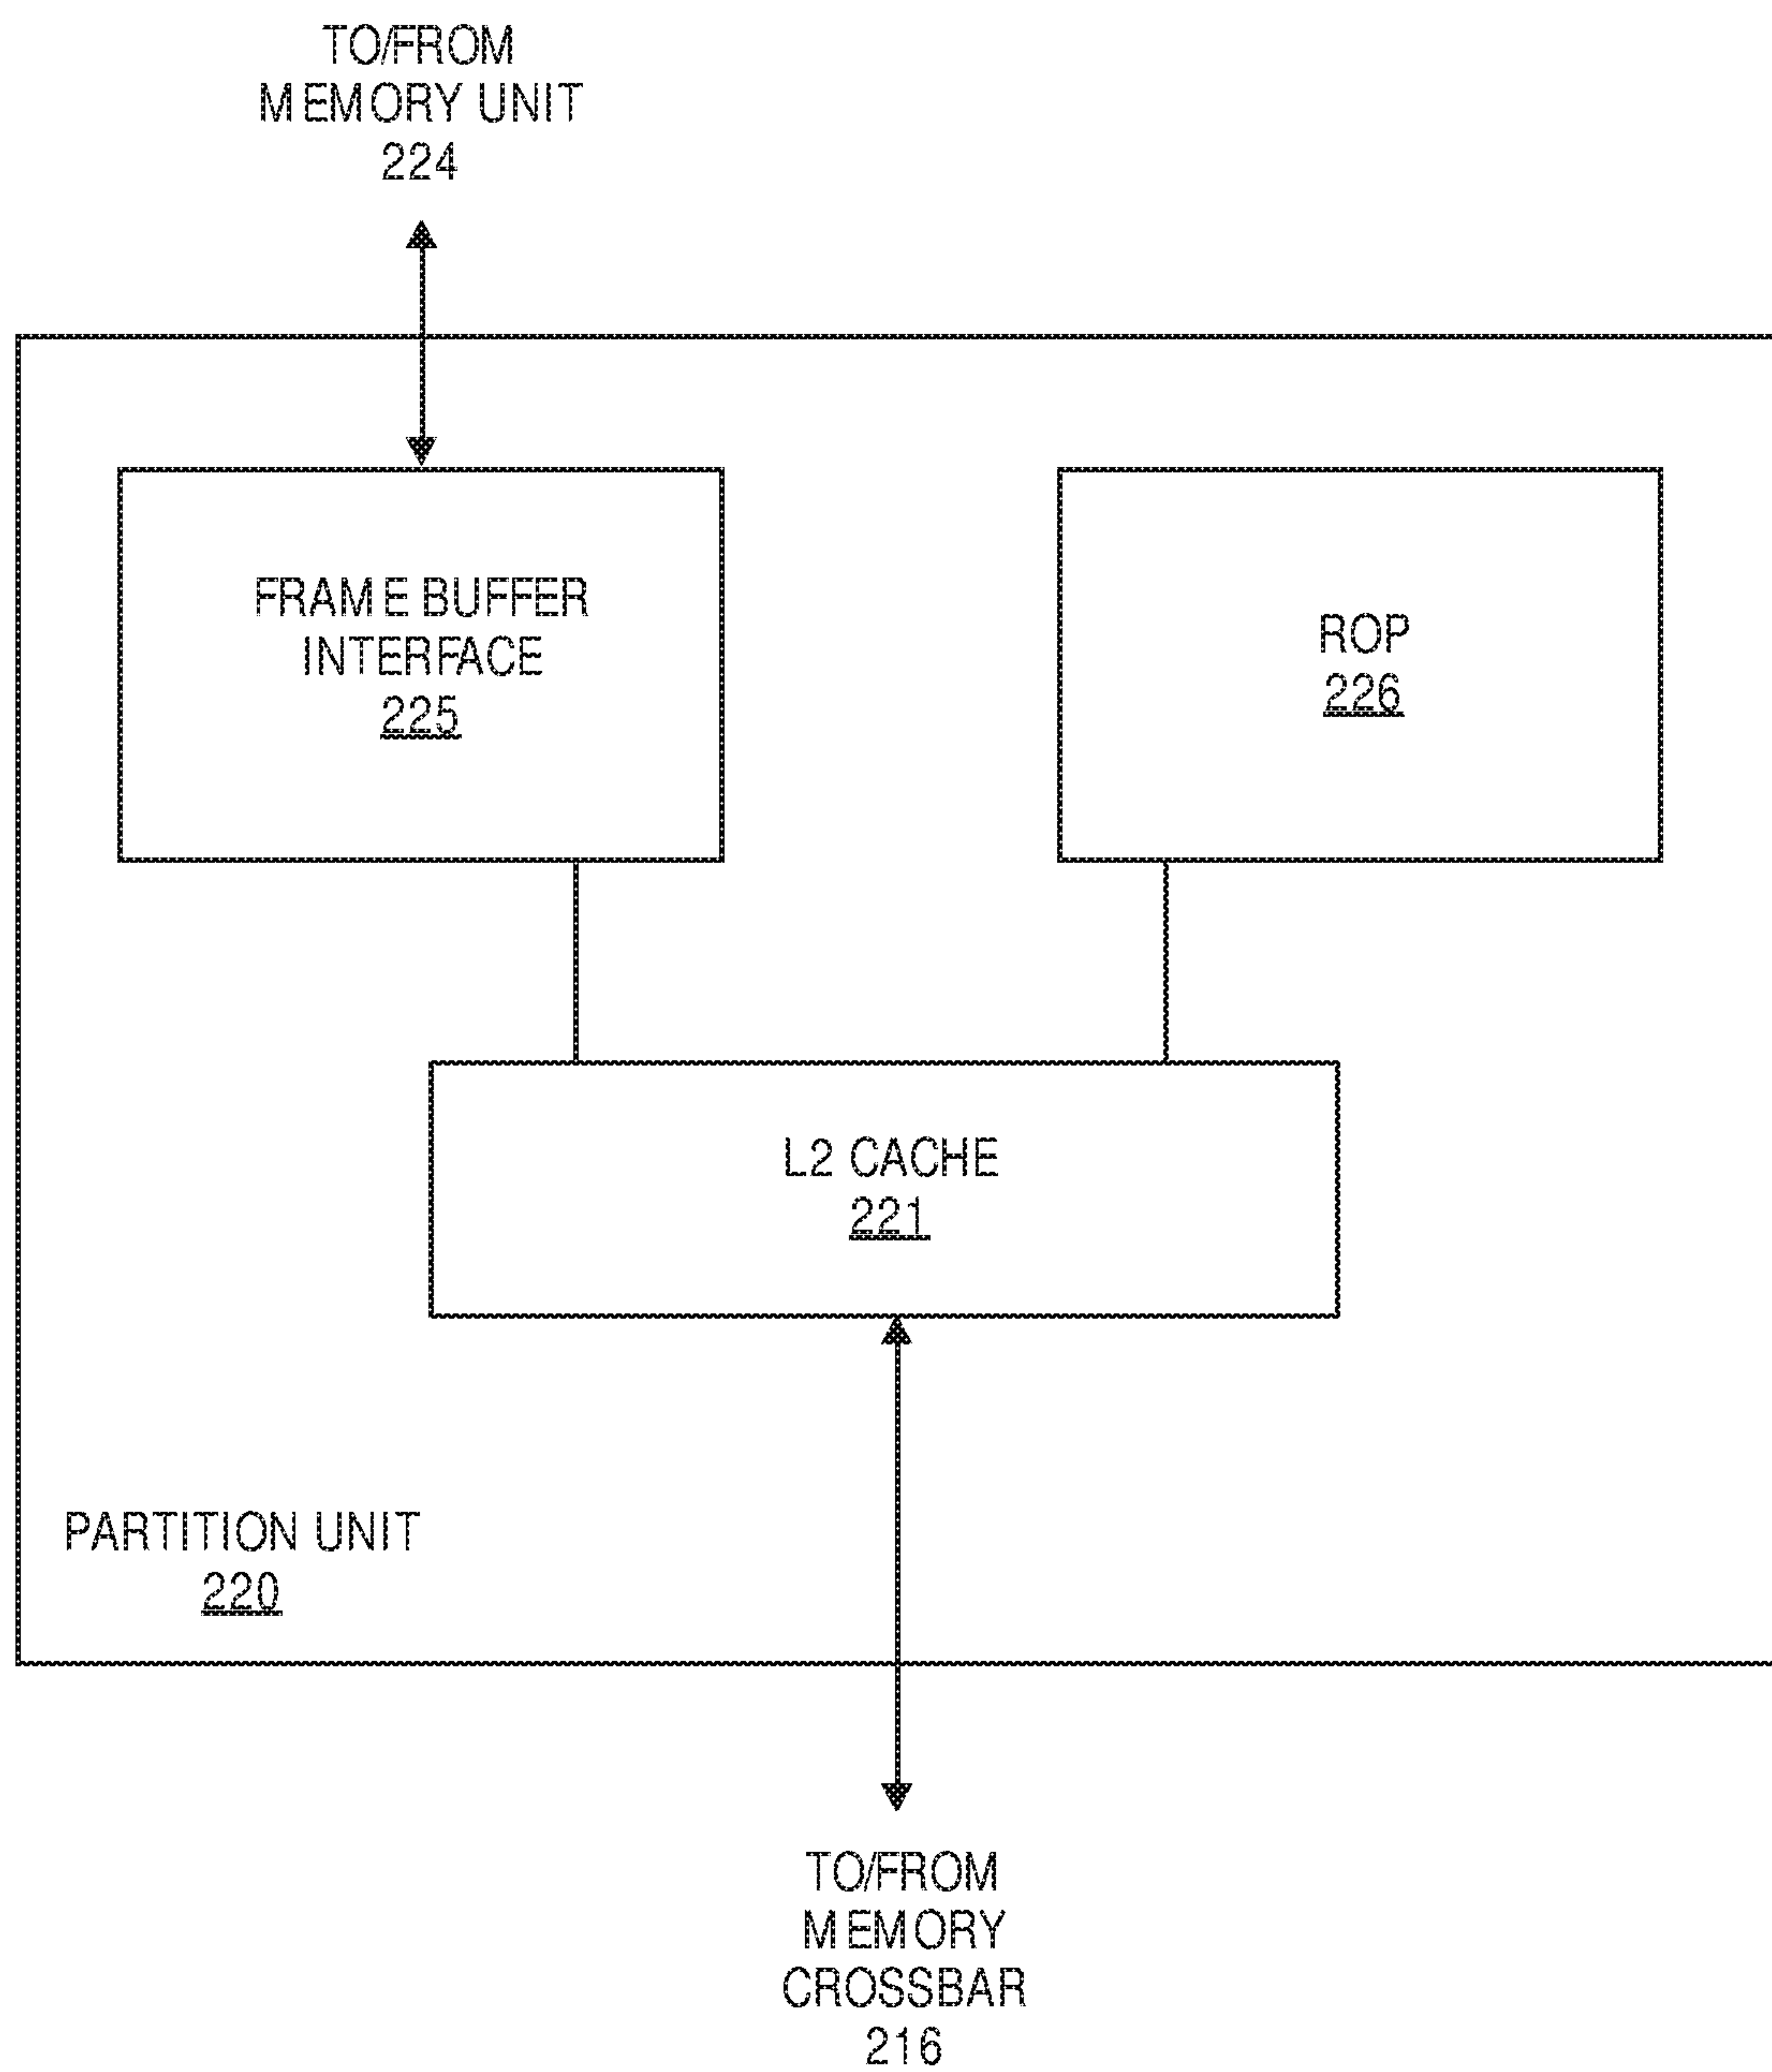 TO/FROM
MEMORY UNIT
224
FRAME BUFFER
INTERFACE
225
ROP
226
L2 CACHE
221
PARTITION UNIT
220
TO/FROM
MEMORY
CROSSBAR
216